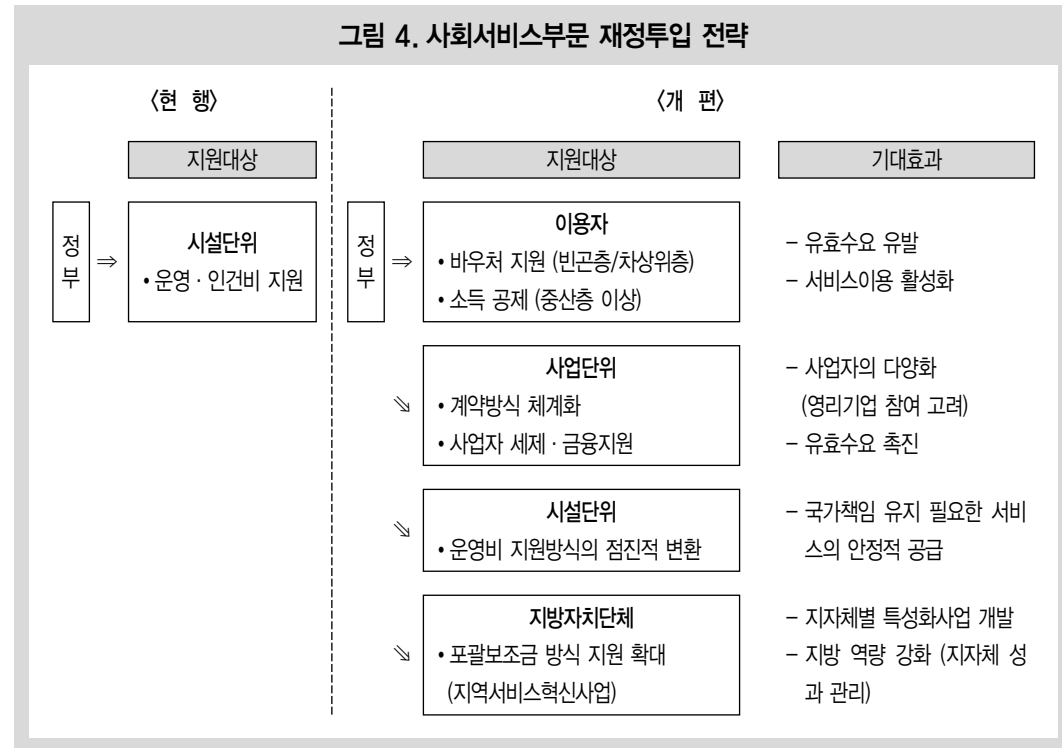 그림 4. 사회서비스부문 재정투입 전략
〈현 행〉
지원대상
정부
⇒
시설단위
• 운영 · 인건비 지원
〈개 편〉
지원대상
기대효과
정부
⇒
이용자
• 바우처 지원 (빈곤층/차상위층)
• 소득 공제 (중산층 이상)
– 유효수요 유발
– 서비스이용 활성화
⇘
사업단위
• 계약방식 체계화
• 사업자 세제 · 금융지원
– 사업자의 다양화
(영리기업 참여 고려)
– 유효수요 촉진
⇘
시설단위
• 운영비 지원방식의 점진적 변환
– 국가책임 유지 필요한 서비
스의 안정적 공급
⇘
지방자치단체
• 포괄보조금 방식 지원 확대
(지역서비스혁신사업)
– 지자체별 특성화사업 개발
– 지방 역량 강화 (지자체 성
과 관리)